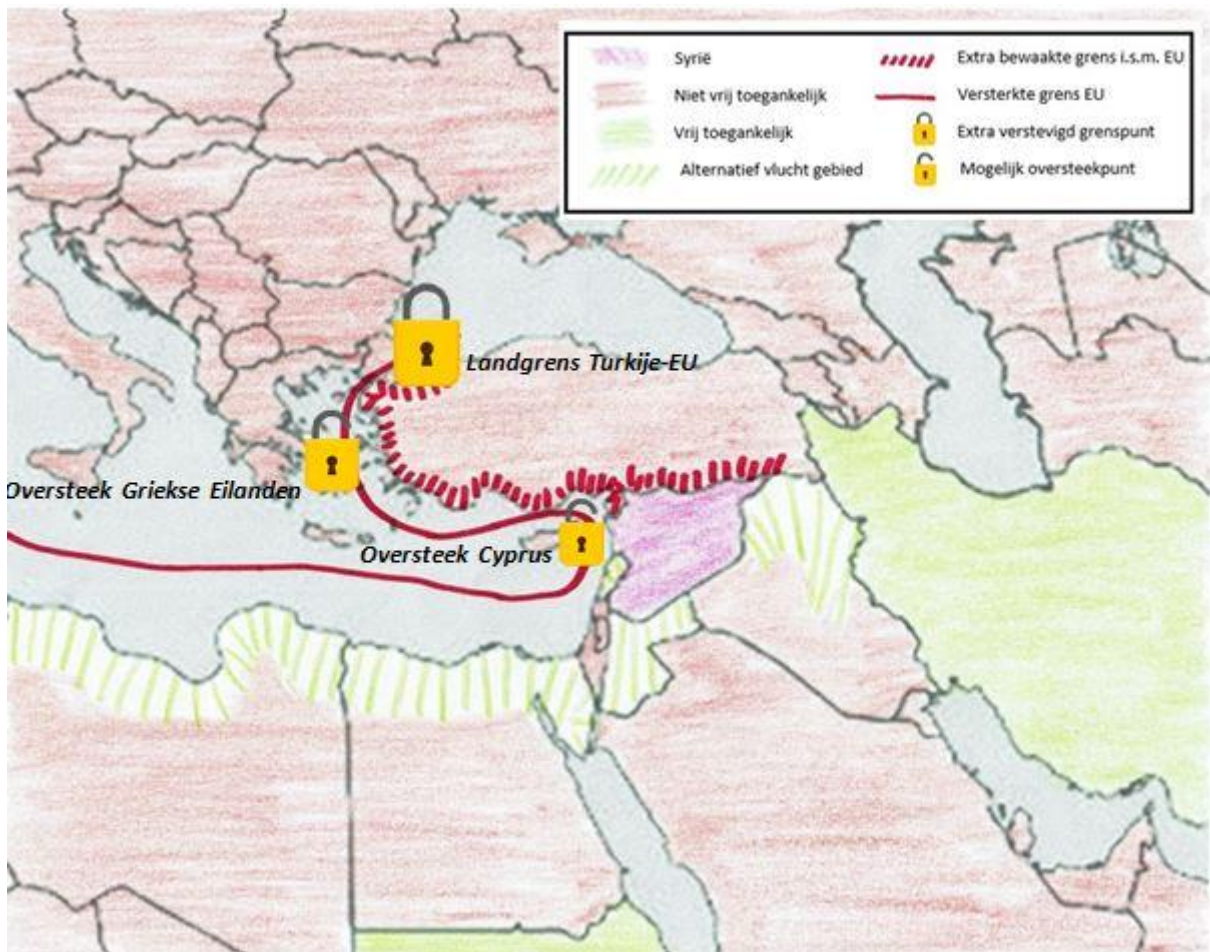 Syrië
Extra bewaakte grens i.s.m. EU
Niet vrij toegankelijk
Versterkte grens EU
Vrij toegankelijk
Extra verstevigd grenspunt
Alternatief vlucht gebied
Mogelijk oversteekpunt
Landgrens Turkije-EU
Oversteek Griekse Eilanden
Oversteek Cyprus